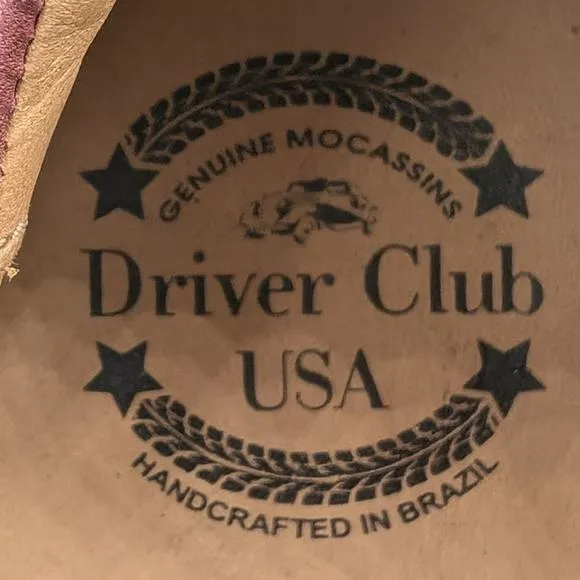 GENUINE MOCASSINS
Driver Club
USA
HANDCRAFTED IN BRAZIL